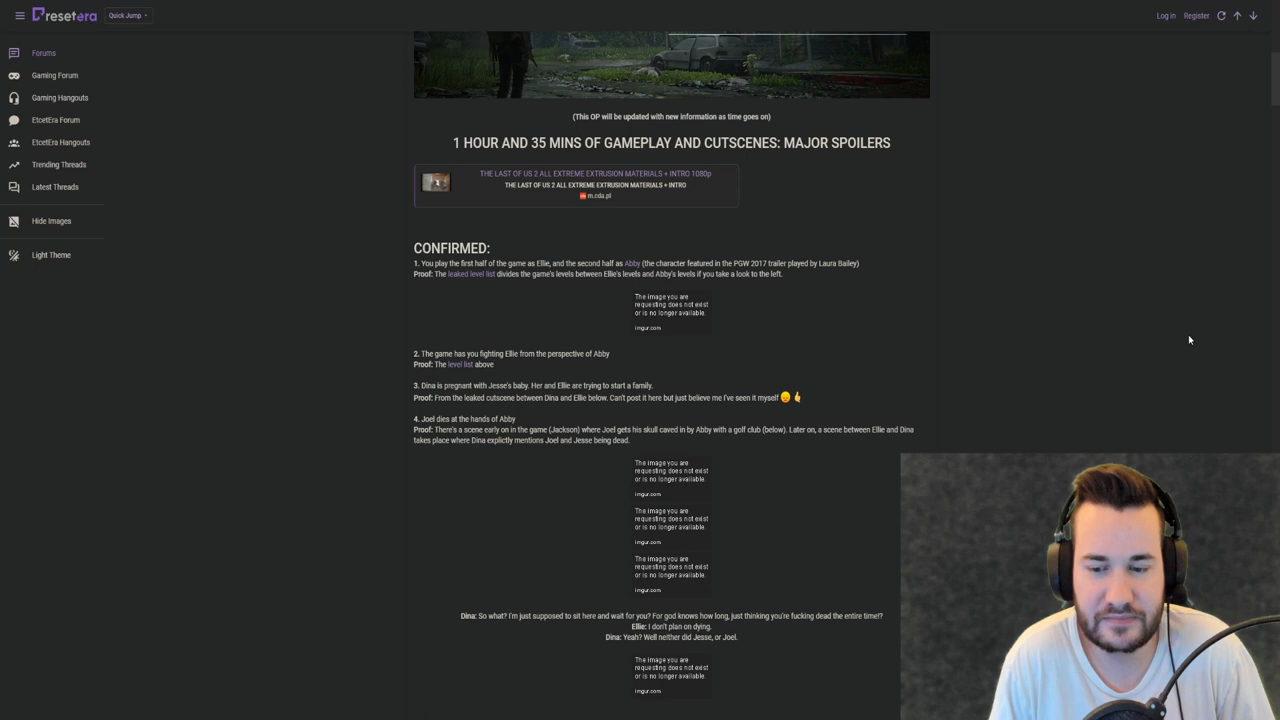 resetera
Quick Jump
Log in
Register
Forums
Gaming Forum
Gaming Hangouts
EtcetEra Forum
EtcetEra Hangouts
Trending Threads
Latest Threads
Hide Images
Light Theme
(This OP will be updated with new information as time goes on)
1 HOUR AND 35 MINS OF GAMEPLAY AND CUTSCENES: MAJOR SPOILERS
THE LAST OF US 2 ALL EXTREME EXTRUSION MATERIALS + INTRO 1080p
THE LAST OF US 2 ALL EXTREME EXTRUSION MATERIALS + INTRO
m.cda.pl
CONFIRMED:
1. You play the first half of the game as Ellie, and the second half as Abby (the character featured in the PGW 2017 trailer played by Laura Bailey)
Proof: The leaked level list divides the game's levels between Ellie's levels and Abby's levels if you take a look to the left.
The image you are
requesting does not exist
or is no longer available.
imgur.com
2. The game has you fighting Ellie from the perspective of Abby
Proof: The level list above
3. Dina is pregnant with Jesse's baby. Her and Ellie are trying to start a family.
Proof: From the leaked cutscene between Dina and Ellie below. Can't post it here but just believe me I've seen it myself
4. Joel dies at the hands of Abby
Proof: There's a scene early on in the game (Jackson) where Joel gets his skull caved in by Abby with a golf club (below). Later on, a scene between Ellie and Dina
takes place where Dina explictly mentions Joel and Jesse being dead.
The image you are
requesting does not exist
or is no longer available.
imgur.com
The image you are
requesting does not exist
or is no longer available.
imgur.com
The image you are
requesting does not exist
or is no longer available.
imgur.com
Dina: So what? I'm just supposed to sit here and wait for you? For god knows how long, just thinking you're fucking dead the entire time!?
Ellie: I don't plan on dying.
Dina: Yeah? Well neither did Jesse, or Joel.
The image you are
requesting does not exist
or is no longer available.
imgur.com